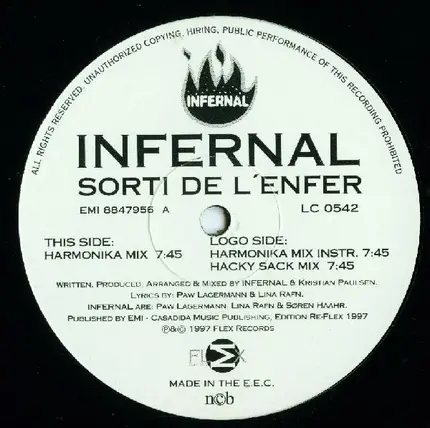 ALL RIGHTS RESERVED. UNAUTHORIZED COPYING, HIRING, PUBLIC PERFORMANCE OF THIS RECORDING PROHIBITED
INFERNAL
INFERNAL
SORTI DE L´ENFER
EMI 8847956 A LC 0542
THIS SIDE: LOGO SIDE:
HARMONIKA MIX 7:45 HARMONIKA MIX INSTR. 7:45
HACKY SACK MIX 7:45
WRITTEN, PRODUCED, ARRANGED & MIXED BY INFERNAL & KRISTIAN PAULSEN.
LYRICS BY: PAW LAGERMANN & LINA RAFN.
INFERNAL ARE: PAW LAGERMANN, LINA RAFN & SØREN HAAHR.
PUBLISHED BY EMI - CASADIDA MUSIC PUBLISHING, EDITION RE-FLEX 1997
℗&© 1997 FLEX RECORDS
FLEX
MADE IN THE E.E.C.
n©b